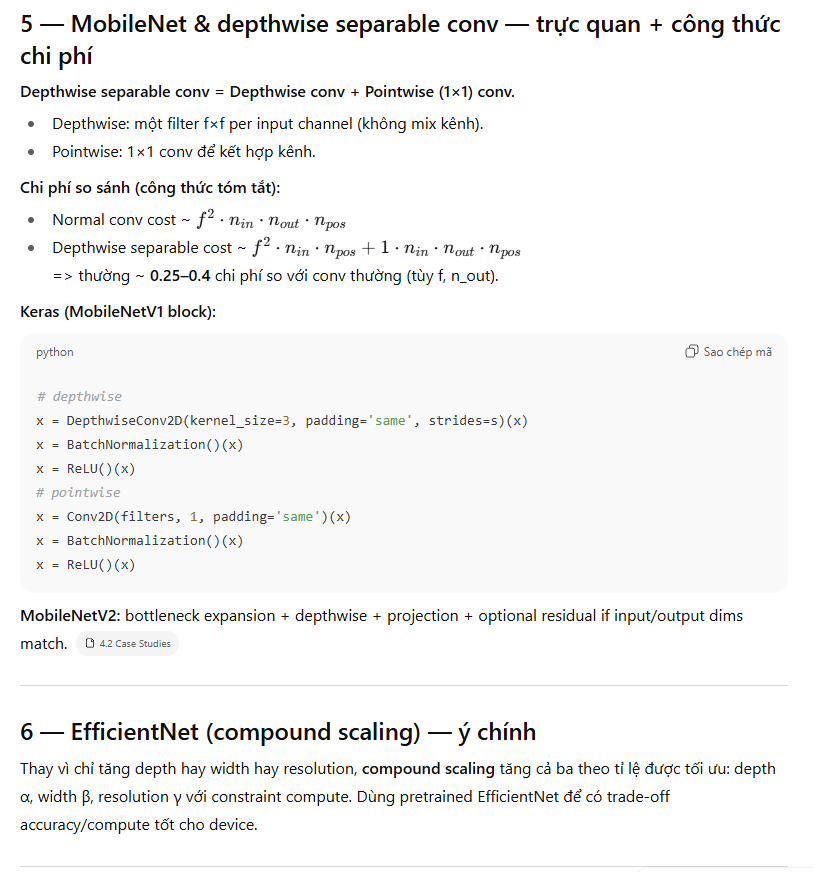 5 — MobileNet & depthwise separable conv — trực quan + công thức
chi phí
Depthwise separable conv = Depthwise conv + Pointwise (1×1) conv.
• Depthwise: một filter f×f per input channel (không mix kênh).
• Pointwise: 1×1 conv để kết hợp kênh.
Chi phí so sánh (công thức tóm tắt):
• Normal conv cost ~ f² · n_in · n_out · n_pos
• Depthwise separable cost ~ f² · n_in · n_pos + 1 · n_in · n_out · n_pos
=> thường ~ 0.25–0.4 chi phí so với conv thường (tùy f, n_out).
Keras (MobileNetV1 block):
python
Sao chép mã
# depthwise
x = DepthwiseConv2D(kernel_size=3, padding='same', strides=s)(x)
x = BatchNormalization()(x)
x = ReLU()(x)
# pointwise
x = Conv2D(filters, 1, padding='same')(x)
x = BatchNormalization()(x)
x = ReLU()(x)
MobileNetV2: bottleneck expansion + depthwise + projection + optional residual if input/output dims
match. 4.2 Case Studies
6 — EfficientNet (compound scaling) — ý chính
Thay vì chỉ tăng depth hay width hay resolution, compound scaling tăng cả ba theo tỉ lệ được tối ưu: depth
α, width β, resolution γ với constraint compute. Dùng pretrained EfficientNet để có trade-off
accuracy/compute tốt cho device.